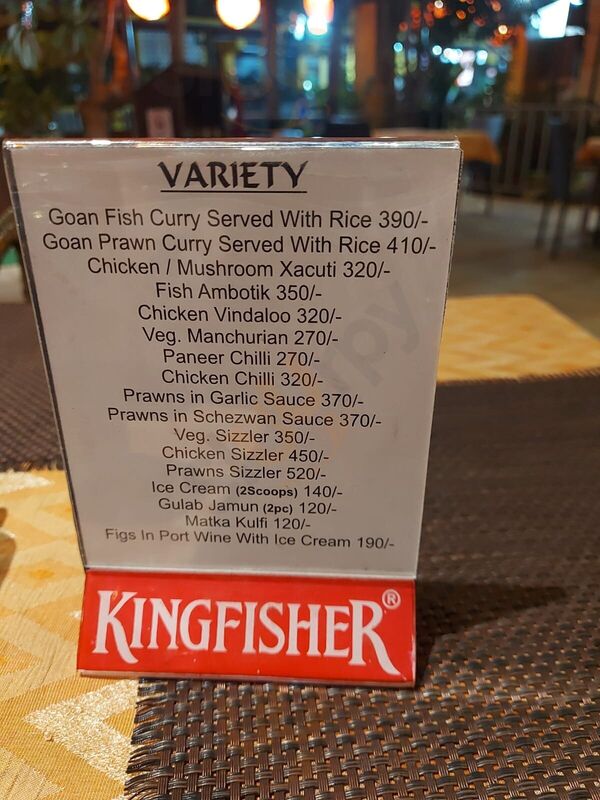 VARIETY
Goan Fish Curry Served With Rice 390/-
Goan Prawn Curry Served With Rice 410/-
Chicken / Mushroom Xacuti 320/-
Fish Ambotik 350/-
Chicken Vindaloo 320/-
Veg. Manchurian 270/-
Paneer Chilli 270/-
Chicken Chilli 320/-
Prawns in Garlic Sauce 370/-
Prawns in Schezwan Sauce 370/-
Veg. Sizzler 350/-
Chicken Sizzler 450/-
Prawns Sizzler 520/-
Ice Cream (2Scoops) 140/-
Gulab Jamun (2pc) 120/-
Matka Kulfi 120/-
Figs In Port Wine With Ice Cream 190/-
KINGFISHER®